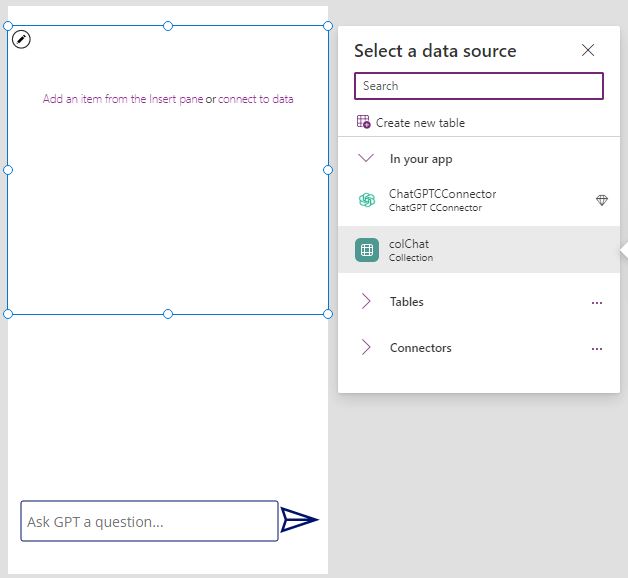 Add an item from the Insert pane or connect to data
Ask GPT a question...
Select a data source
Search
Create new table
In your app
ChatGPTCConnector
ChatGPT CConnector
colChat
Collection
Tables
Connectors